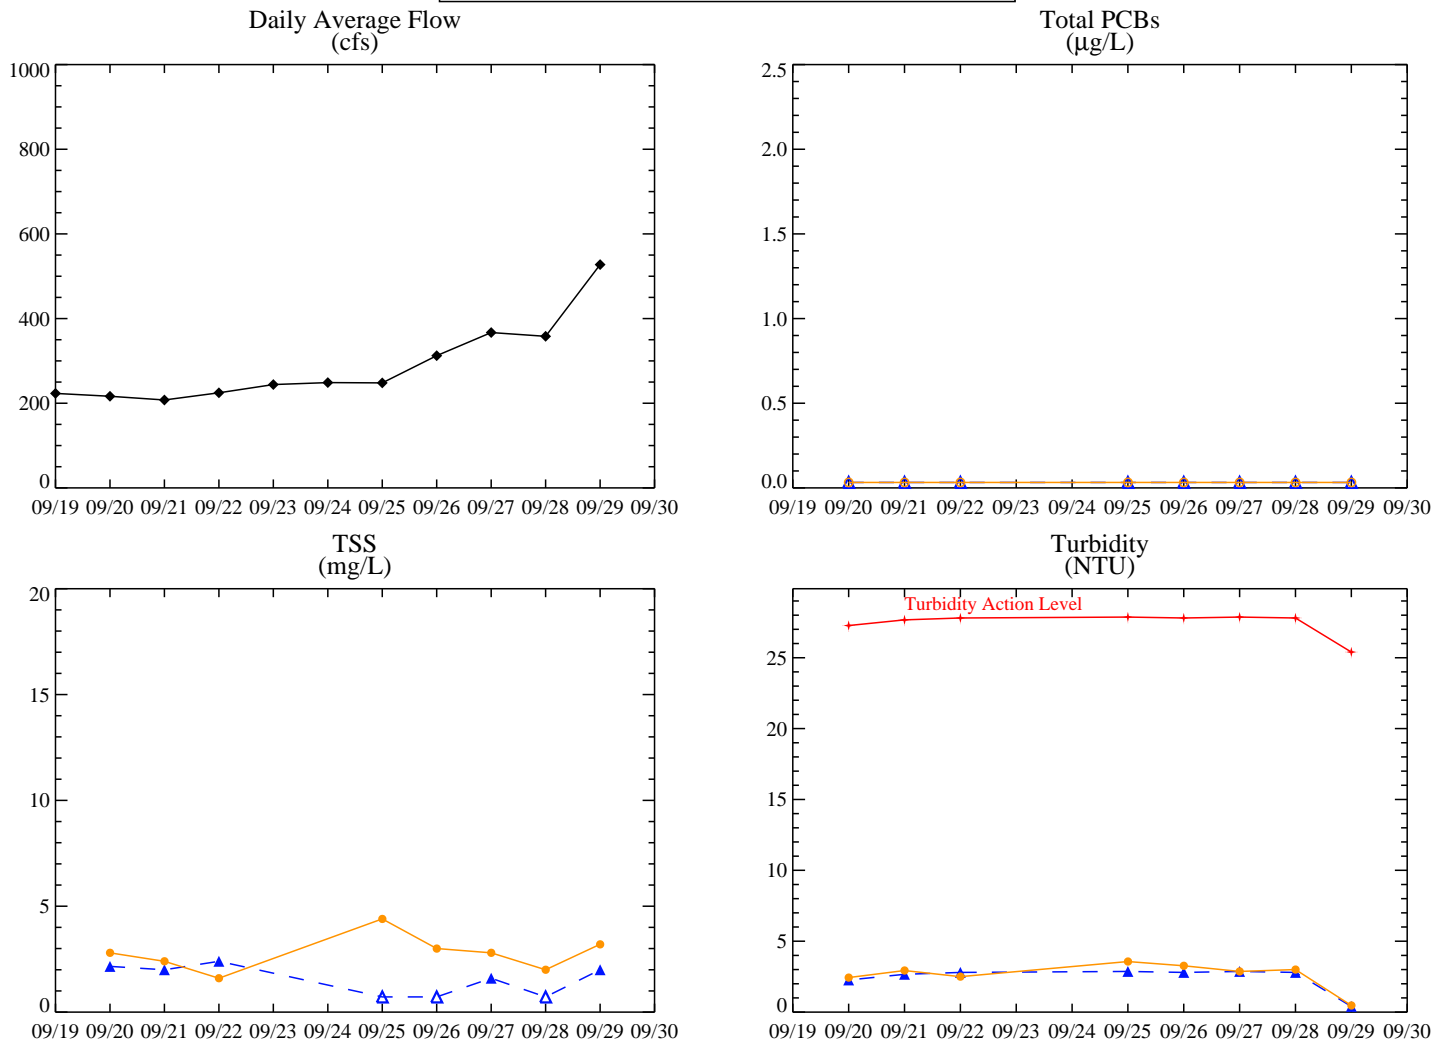 Daily Average Flow
(cfs)
1000
800
600
400
200
0
09/19 09/20 09/21 09/22 09/23 09/24 09/25 09/26 09/27 09/28 09/29 09/30
Total PCBs
(μg/L)
2.5
2.0
1.5
1.0
0.5
0.0
09/19 09/20 09/21 09/22 09/23 09/24 09/25 09/26 09/27 09/28 09/29 09/30
TSS
(mg/L)
20
15
10
5
0
09/19 09/20 09/21 09/22 09/23 09/24 09/25 09/26 09/27 09/28 09/29 09/30
Turbidity
(NTU)
Turbidity Action Level
25
20
15
10
5
0
09/19 09/20 09/21 09/22 09/23 09/24 09/25 09/26 09/27 09/28 09/29 09/30